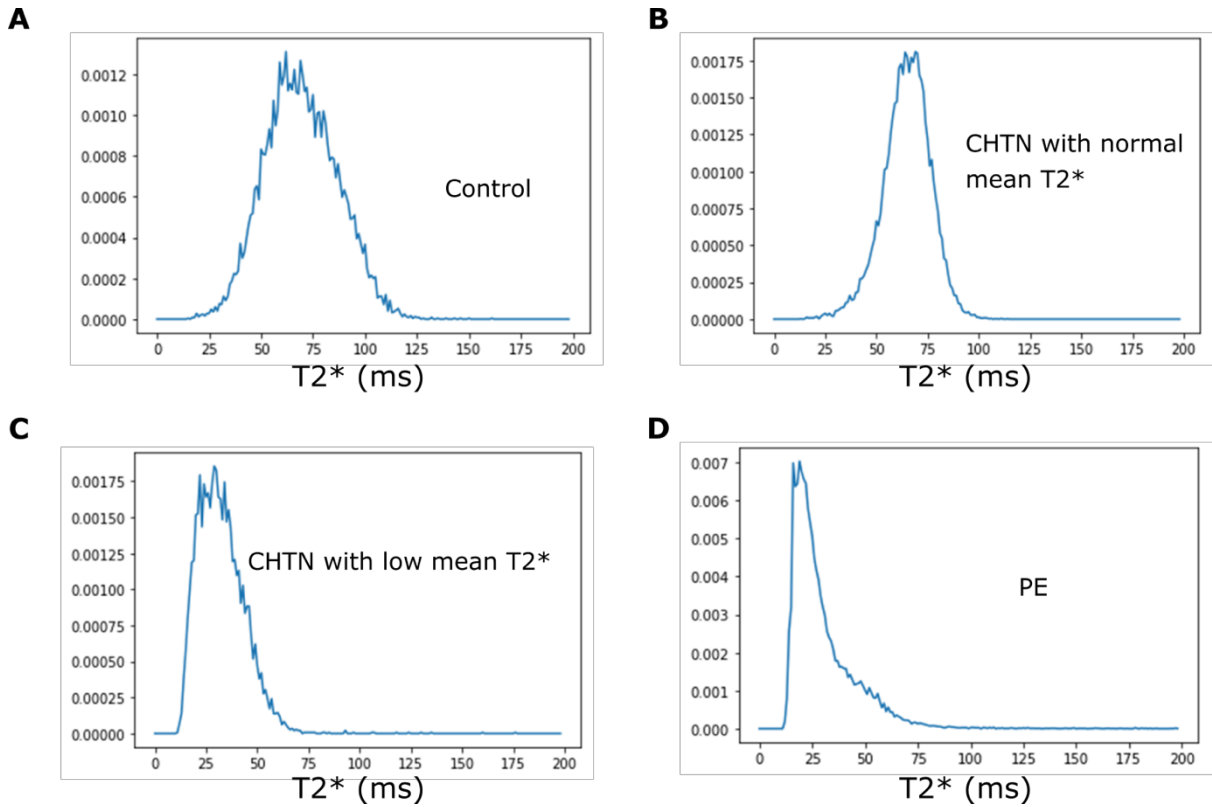 A
0.0012
0.0010
0.0008
0.0006
0.0004
0.0002
0.0000
Control
0 25 50 75 100 125 150 175 200
T2* (ms)
B
0.00175
0.00150
0.00125
0.00100
0.00075
0.00050
0.00025
0.00000
CHTN with normal
mean T2*
0 25 50 75 100 125 150 175 200
T2* (ms)
C
0.00175
0.00150
0.00125
0.00100
0.00075
0.00050
0.00025
0.00000
CHTN with low mean T2*
0 25 50 75 100 125 150 175 200
T2* (ms)
D
0.007
0.006
0.005
0.004
0.003
0.002
0.001
0.000
PE
0 25 50 75 100 125 150 175 200
T2* (ms)